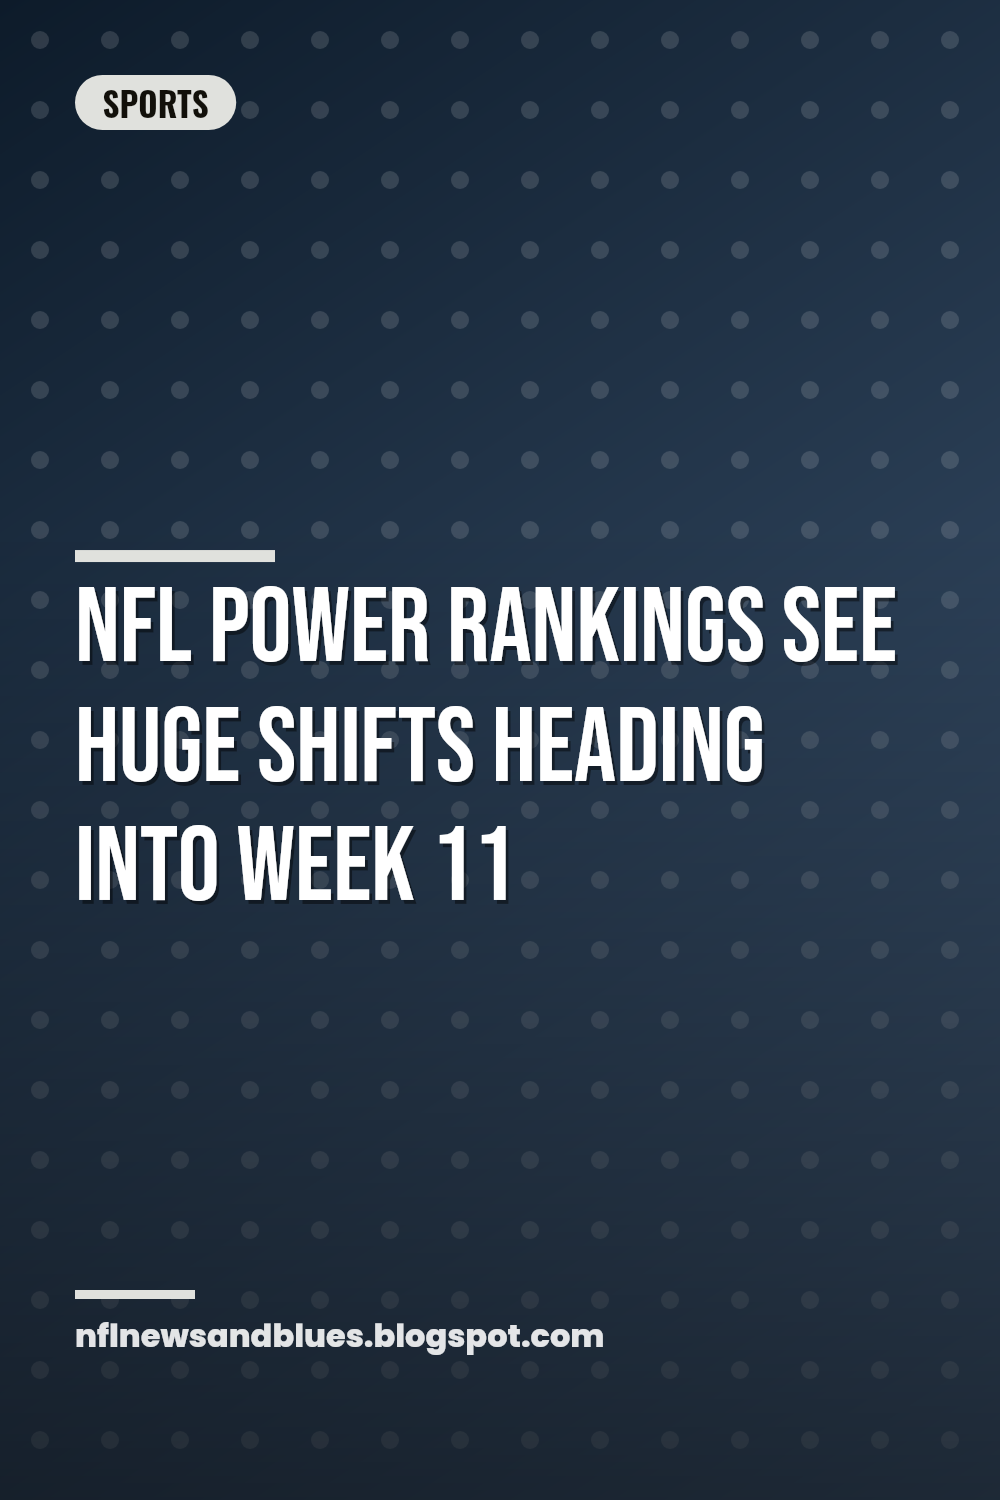 SPORTS
NFL POWER RANKINGS SEE
HUGE SHIFTS HEADING
INTO WEEK 11
nflnewsandblues.blogspot.com